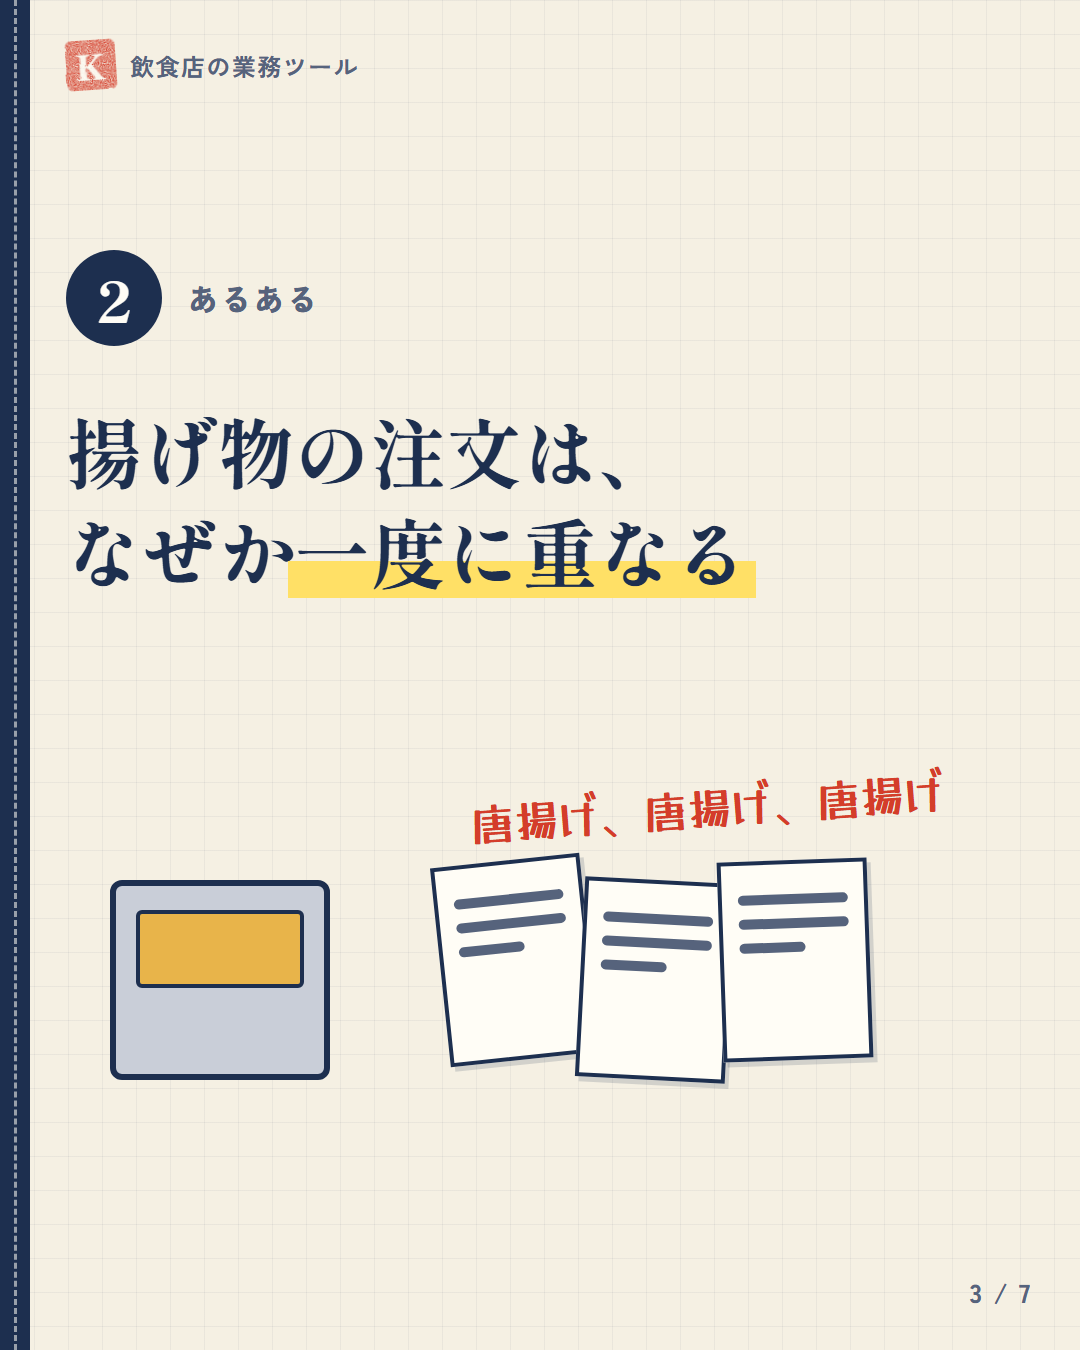 K 飲食店の業務ツール
2 あるある
揚げ物の注文は、
なぜか一度に重なる
唐揚げ、唐揚げ、唐揚げ
3 / 7